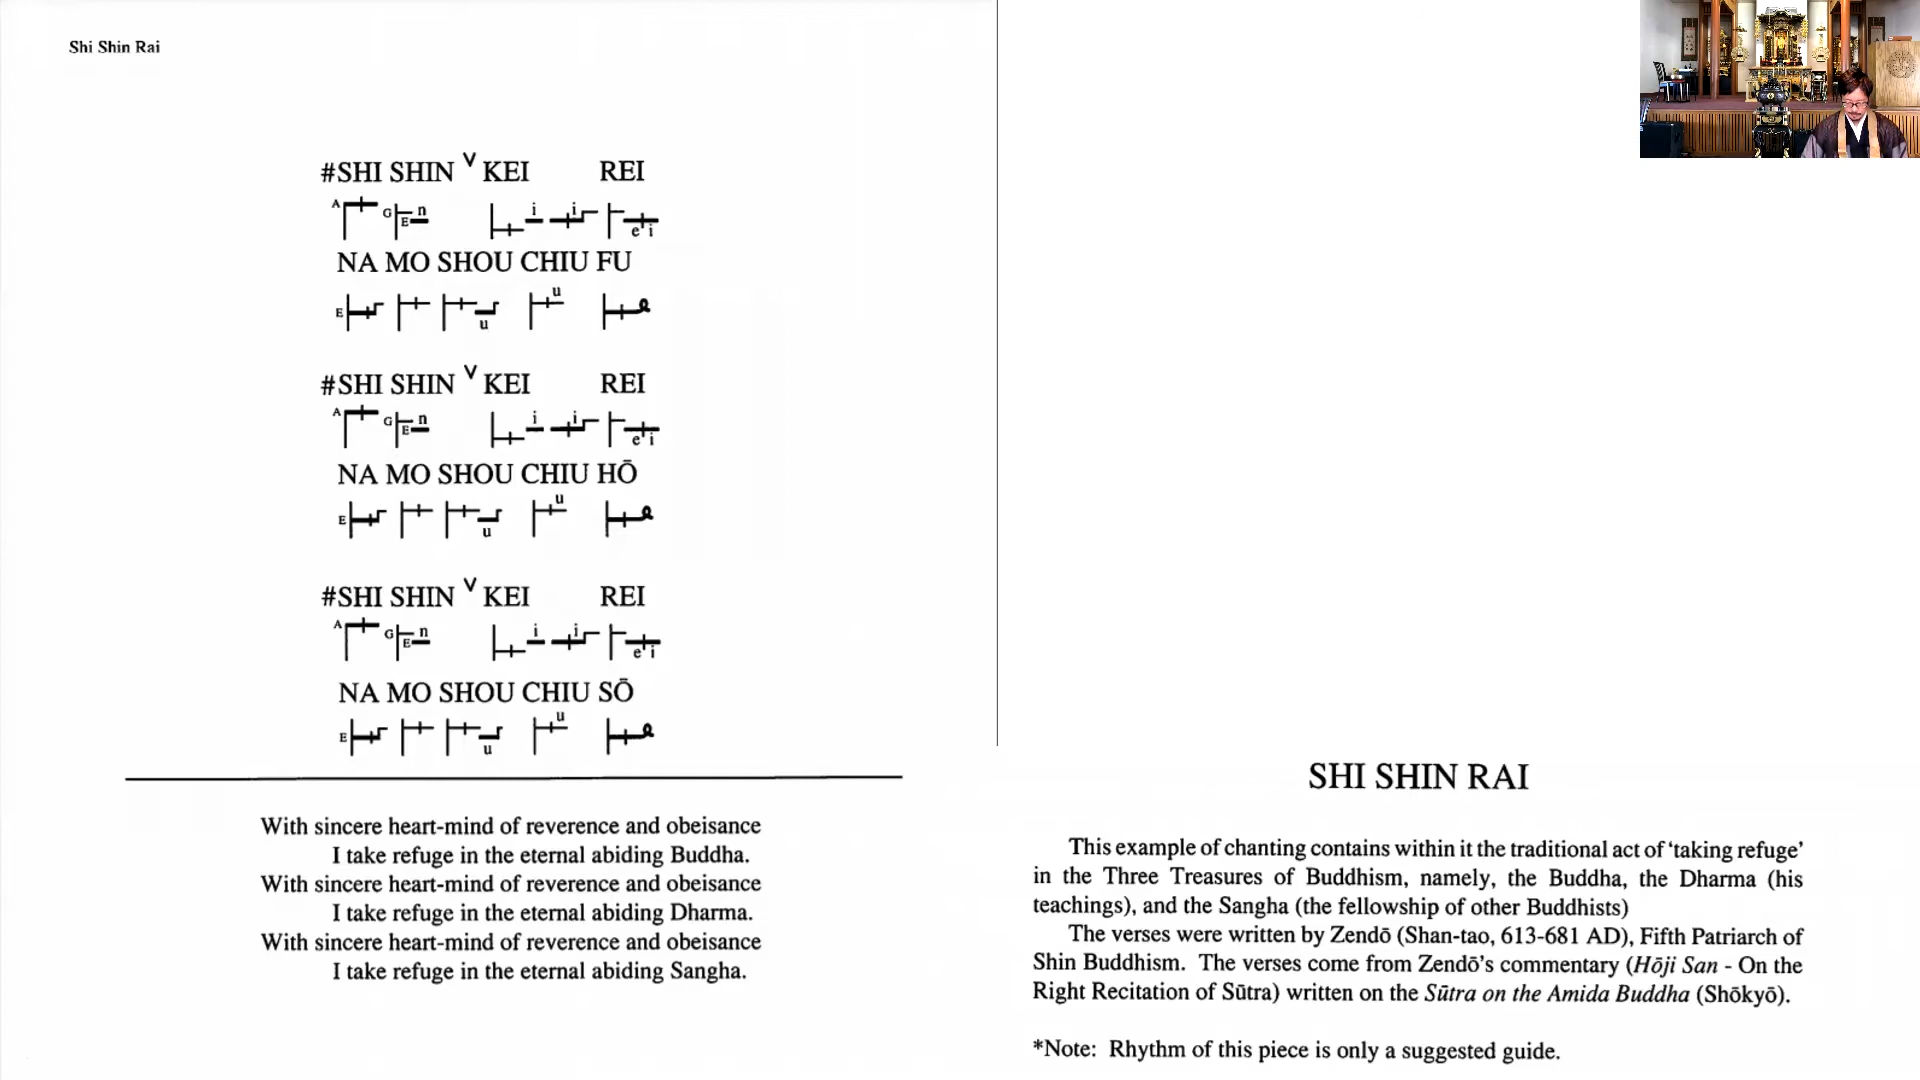 Shi Shin Rai
#SHI SHIN V KEI REI
A G E n i i e i
NA MO SHOU CHIU FU
E u u
#SHI SHIN V KEI REI
A G E n i i e i
NA MO SHOU CHIU HŌ
E u u
#SHI SHIN V KEI REI
A G E n i i e i
NA MO SHOU CHIU SŌ
E u u
With sincere heart-mind of reverence and obeisance
I take refuge in the eternal abiding Buddha.
With sincere heart-mind of reverence and obeisance
I take refuge in the eternal abiding Dharma.
With sincere heart-mind of reverence and obeisance
I take refuge in the eternal abiding Sangha.
SHI SHIN RAI
This example of chanting contains within it the traditional act of ‘taking refuge’
in the Three Treasures of Buddhism, namely, the Buddha, the Dharma (his
teachings), and the Sangha (the fellowship of other Buddhists)
The verses were written by Zendō (Shan-tao, 613-681 AD), Fifth Patriarch of
Shin Buddhism. The verses come from Zendō’s commentary (Hōji San - On the
Right Recitation of Sūtra) written on the Sūtra on the Amida Buddha (Shōkyō).
*Note: Rhythm of this piece is only a suggested guide.